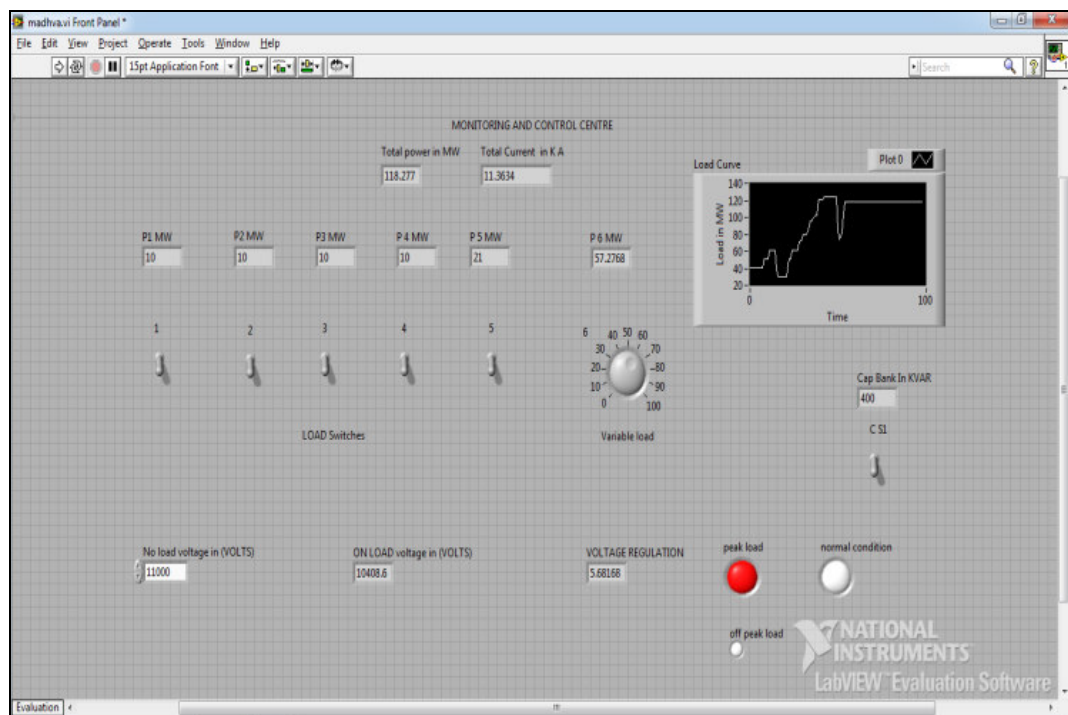 madhva.vi Front Panel *
File Edit View Project Operate Tools Window Help
15pt Application Font
Search
1
MONITORING AND CONTROL CENTRE
Total power in MW
Total Current in K A
118.277
11.3634
Load Curve
Plot 0
Load in MW
140
120
100
80
60
40
20
0
100
Time
P1 MW
P2 MW
P3 MW
P 4 MW
P 5 MW
P 6 MW
10
10
10
10
21
57.2768
1
2
3
4
5
6
0
10
20
30
40
50
60
70
80
90
100
LOAD Switches
Variable load
Cap Bank In KVAR
400
C S1
No load voltage in (VOLTS)
11000
ON LOAD voltage in (VOLTS)
10408.6
VOLTAGE REGULATION
5.68168
peak load
normal condition
off peak load
NATIONAL
INSTRUMENTS
LabVIEW Evaluation Software
Evaluation